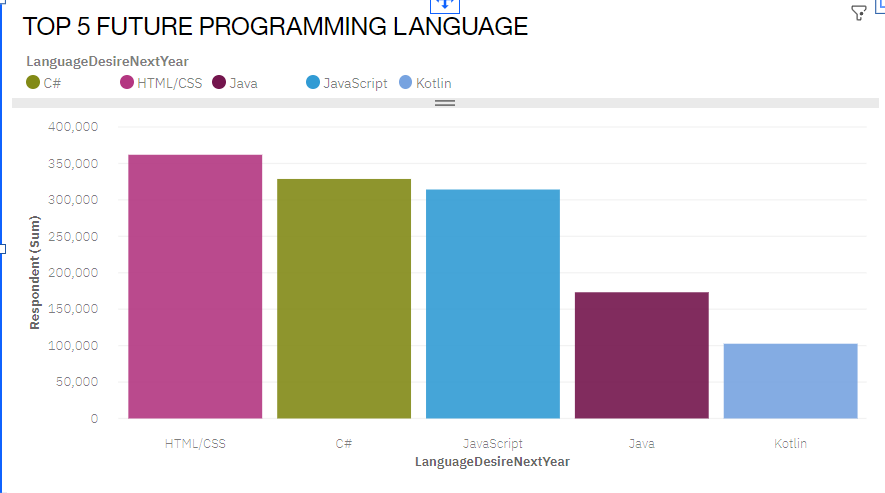 TOP 5 FUTURE PROGRAMMING LANGUAGE
LanguageDesireNextYear
C# HTML/CSS Java JavaScript Kotlin
400,000
350,000
300,000
250,000
200,000
150,000
100,000
50,000
0
Respondent (Sum)
HTML/CSS C# JavaScript Java Kotlin
LanguageDesireNextYear